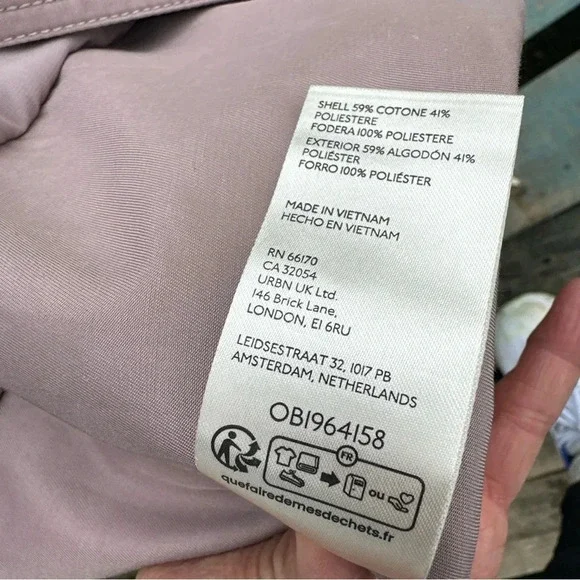 SHELL 59% COTONE 41%
POLIESTERE
FODERA 100% POLIESTERE
EXTERIOR 59% ALGODÓN 41%
POLIÉSTER
FORRO 100% POLIÉSTER
MADE IN VIETNAM
HECHO EN VIETNAM
RN 66170
CA 32054
URBN UK Ltd.
146 Brick Lane,
LONDON, E1 6RU
LEIDSESTRAAT 32, 1017 PB
AMSTERDAM, NETHERLANDS
OB1964158
FR
ou
quefairedemesdechets.fr